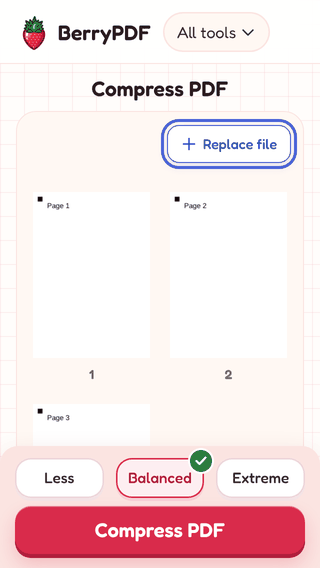 BerryPDF
All tools
Compress PDF
+ Replace file
Page 1
Page 2
1
2
Page 3
Less
Balanced
Extreme
Compress PDF